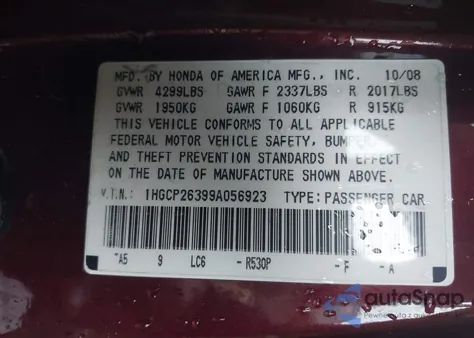 MFD. BY HONDA OF AMERICA MFG., INC. 10/08
GVWR 4299LBS GAWR F 2337LBS R 2017LBS
GVWR 1950KG GAWR F 1060KG R 915KG
THIS VEHICLE CONFORMS TO ALL APPLICABLE
FEDERAL MOTOR VEHICLE SAFETY, BUMPER,
AND THEFT PREVENTION STANDARDS IN EFFECT
ON THE DATE OF MANUFACTURE SHOWN ABOVE.
V.I.N. 1HGCP26399A056923 TYPE: PASSENGER CAR
A5 9 LC6 - R530P - F - A
autaSnap